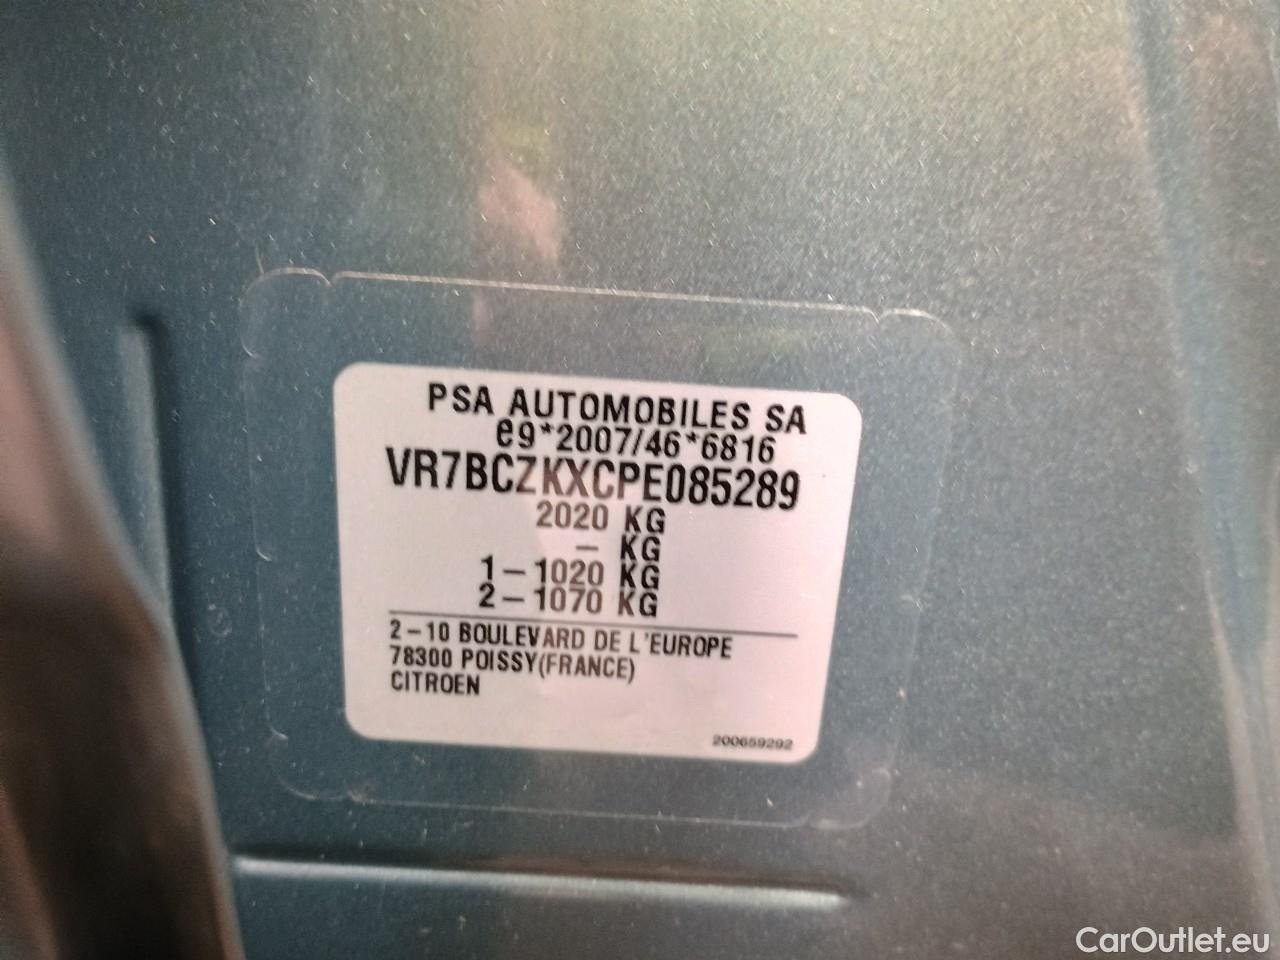 PSA AUTOMOBILES SA
e9*2007/46*6816
VR7BCZKXCPE085289
2020 KG
– KG
1–1020 KG
2–1070 KG
2–10 BOULEVARD DE L'EUROPE
78300 POISSY(FRANCE)
CITROEN
200659292
CarOutlet.eu